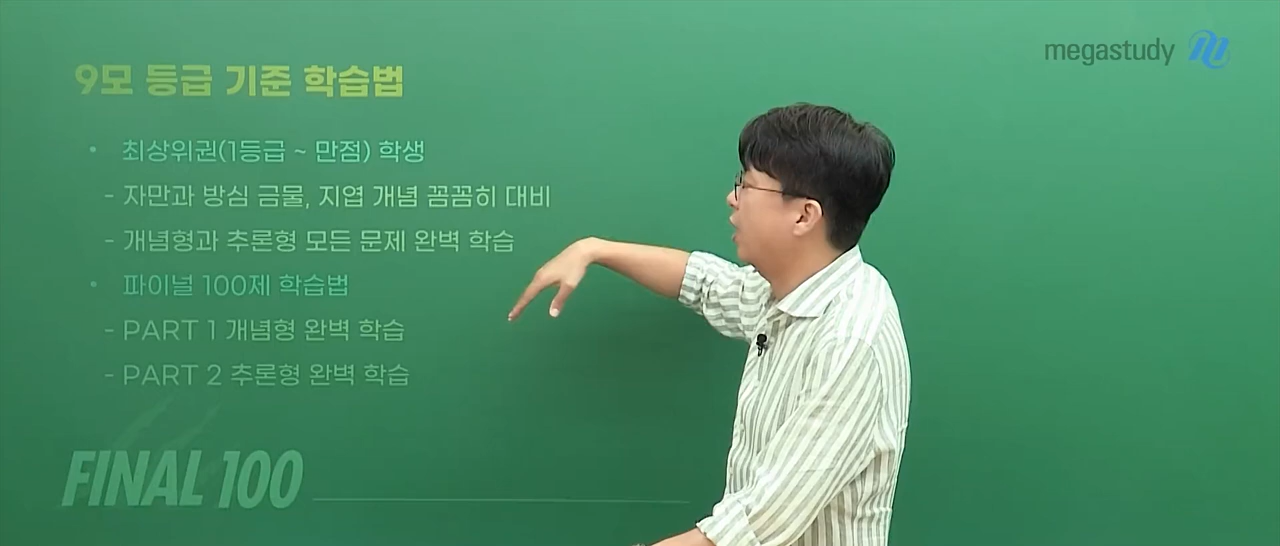 megastudy
9모 등급 기준 학습법
• 최상위권(1등급 ~ 만점) 학생
- 자만과 방심 금물, 지엽 개념 꼼꼼히 대비
- 개념형과 추론형 모든 문제 완벽 학습
• 파이널 100제 학습법
- PART 1 개념형 완벽 학습
- PART 2 추론형 완벽 학습
FINAL 100